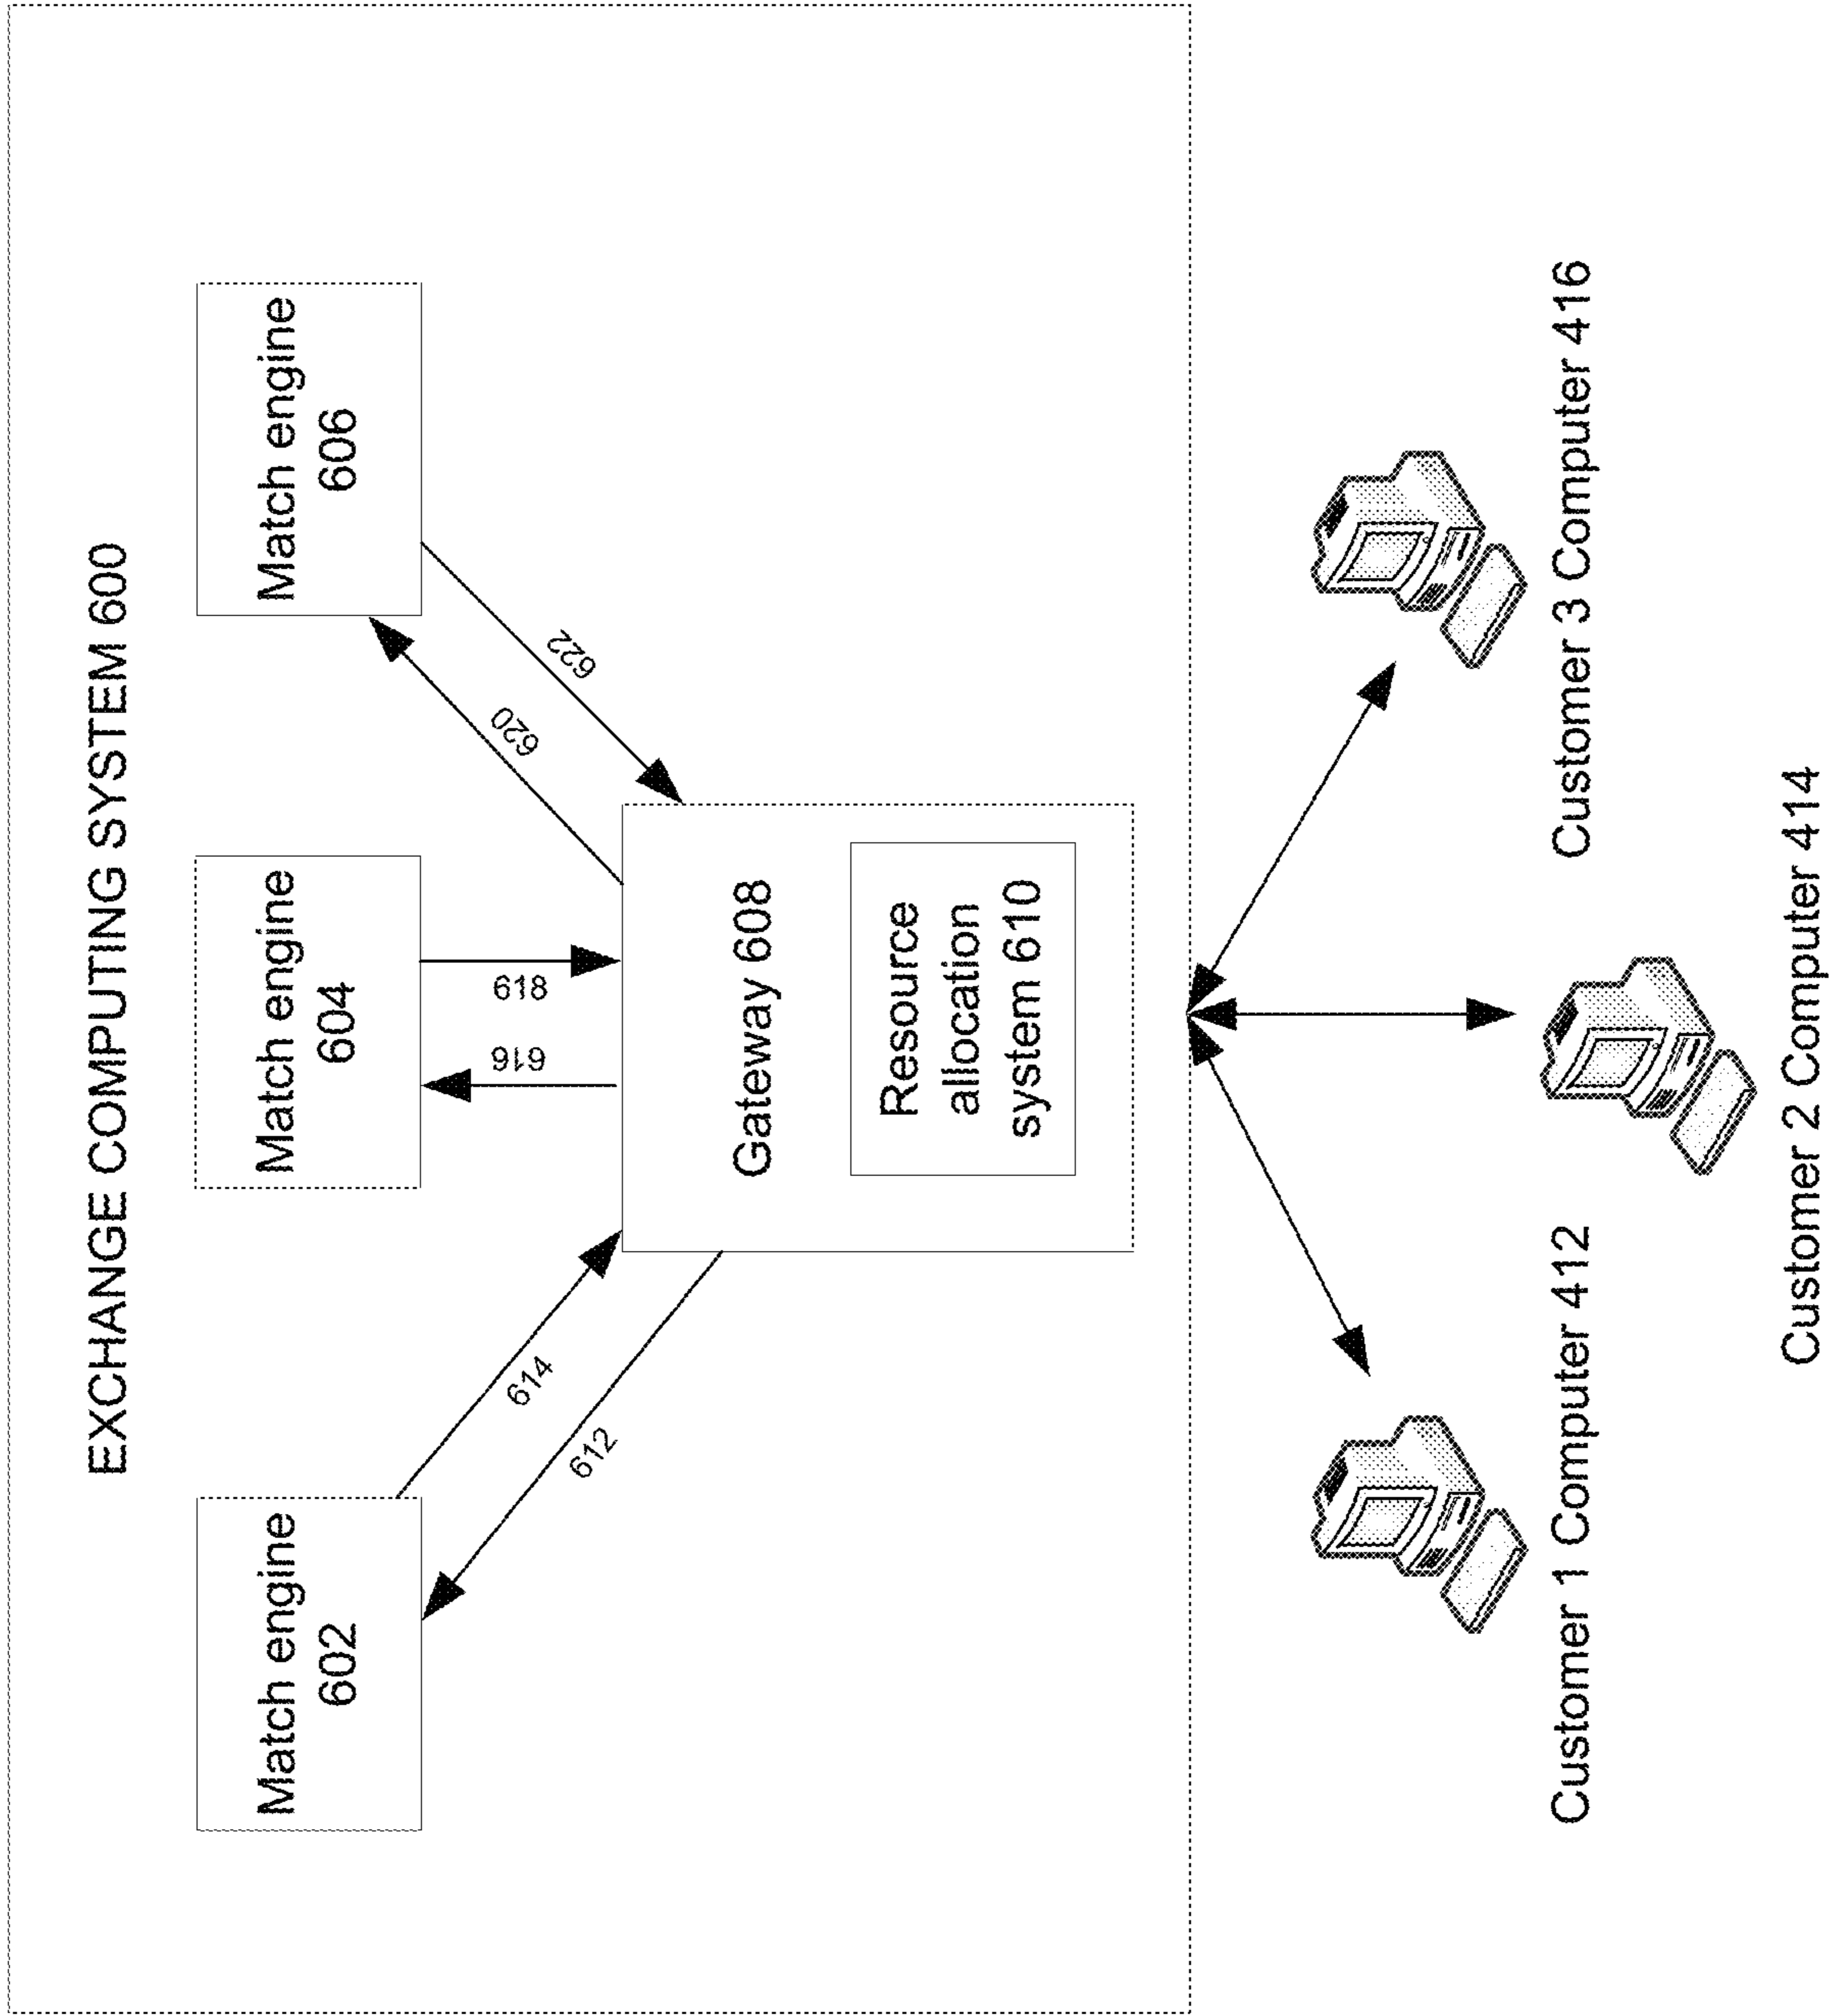 EXCHANGE COMPUTING SYSTEM 600
Match engine
602
Match engine
604
Match engine
606
614
612
616
618
620
622
Gateway 608
Resource
allocation
system 610
Customer 1 Computer 412
Customer 3 Computer 416
Customer 2 Computer 414